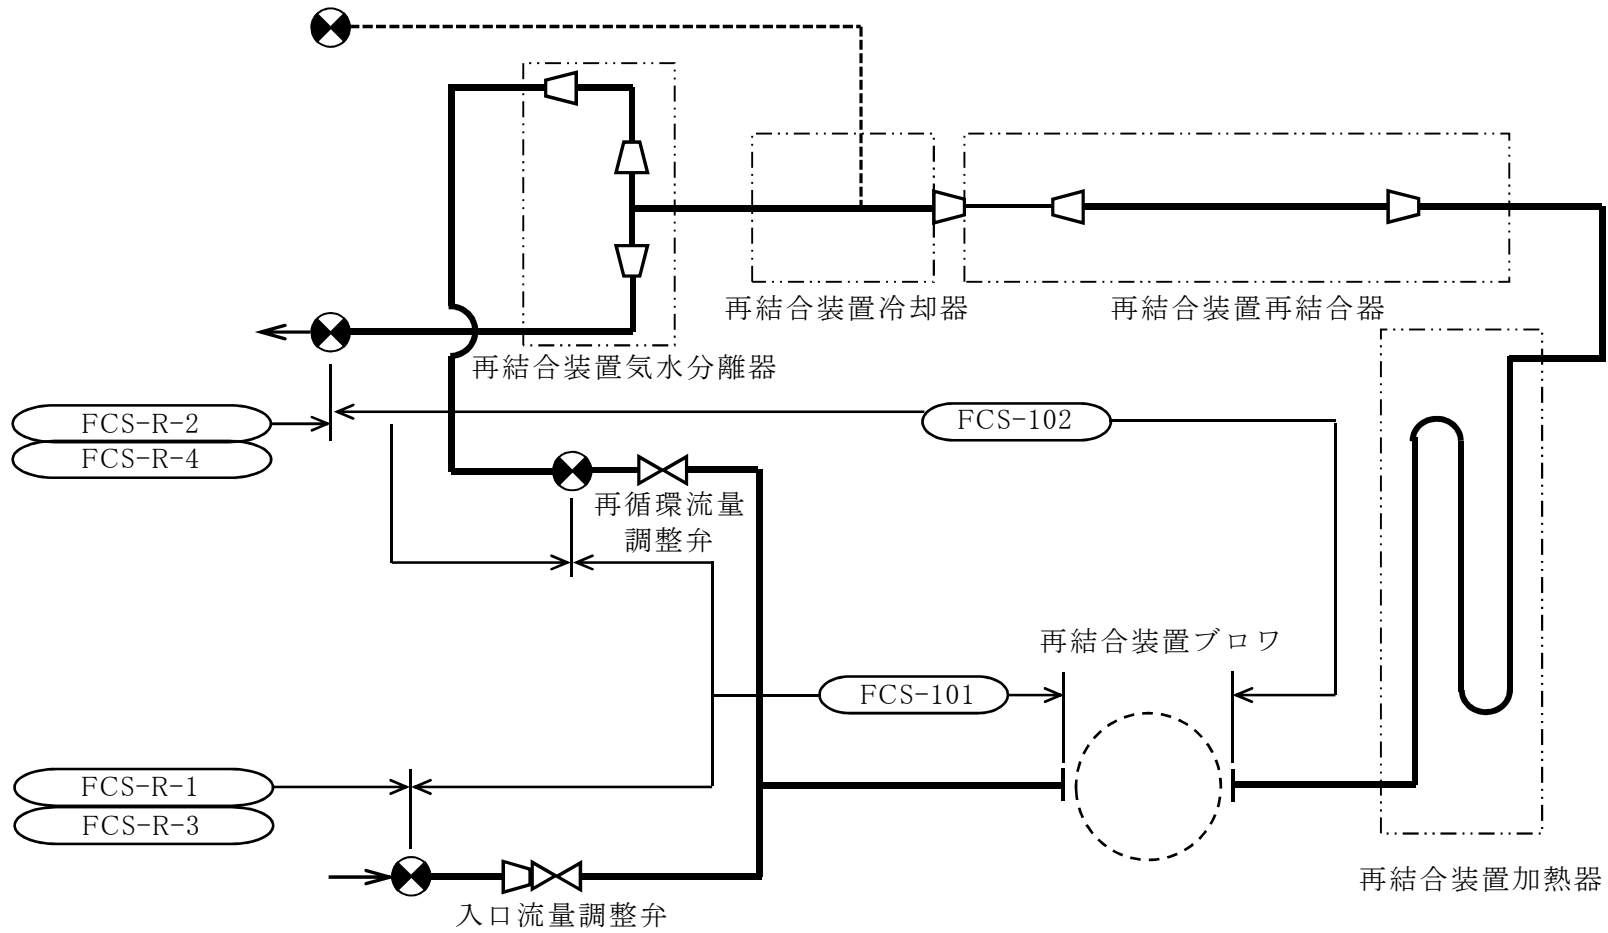 再結合装置冷却器
再結合装置再結合器
再結合装置気水分離器
FCS-R-2
FCS-R-4
FCS-102
再循環流量
調整弁
再結合装置ブロワ
FCS-101
FCS-R-1
FCS-R-3
再結合装置加熱器
入口流量調整弁